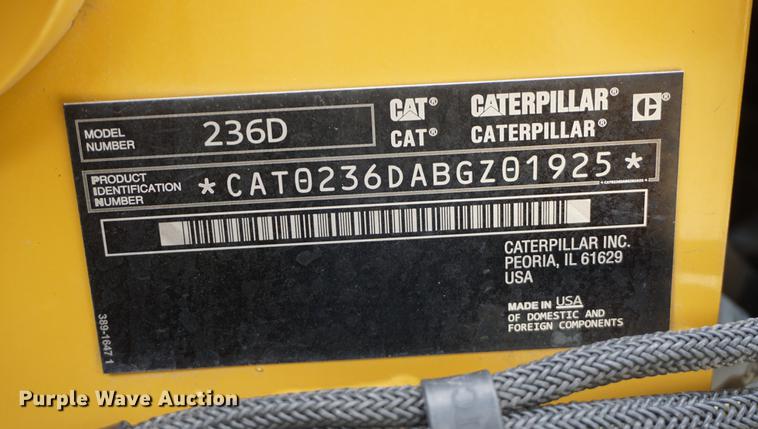 MODEL
NUMBER
236D
CAT® CATERPILLAR®
CAT® CATERPILLAR®
PRODUCT
IDENTIFICATION
NUMBER
*CAT0236DABGZ01925*
CATERPILLAR INC.
PEORIA, IL 61629
USA
MADE IN USA
OF DOMESTIC AND
FOREIGN COMPONENTS
389-1647 1
Purple Wave Auction